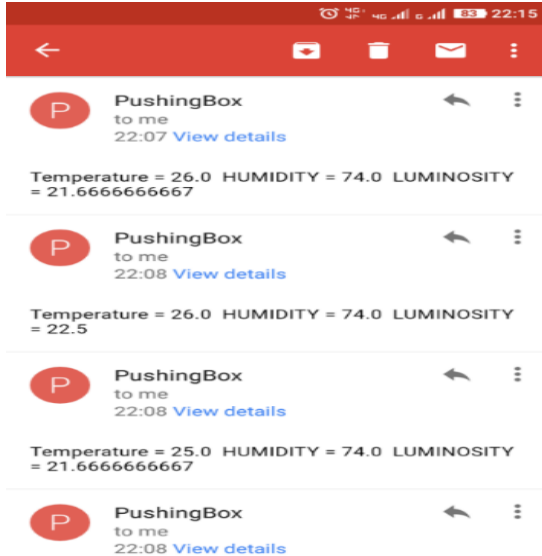 4G 4G 83 22:15
P PushingBox
to me
22:07 View details
Temperature = 26.0 HUMIDITY = 74.0 LUMINOSITY
= 21.6666666667
P PushingBox
to me
22:08 View details
Temperature = 26.0 HUMIDITY = 74.0 LUMINOSITY
= 22.5
P PushingBox
to me
22:08 View details
Temperature = 25.0 HUMIDITY = 74.0 LUMINOSITY
= 21.6666666667
P PushingBox
to me
22:08 View details